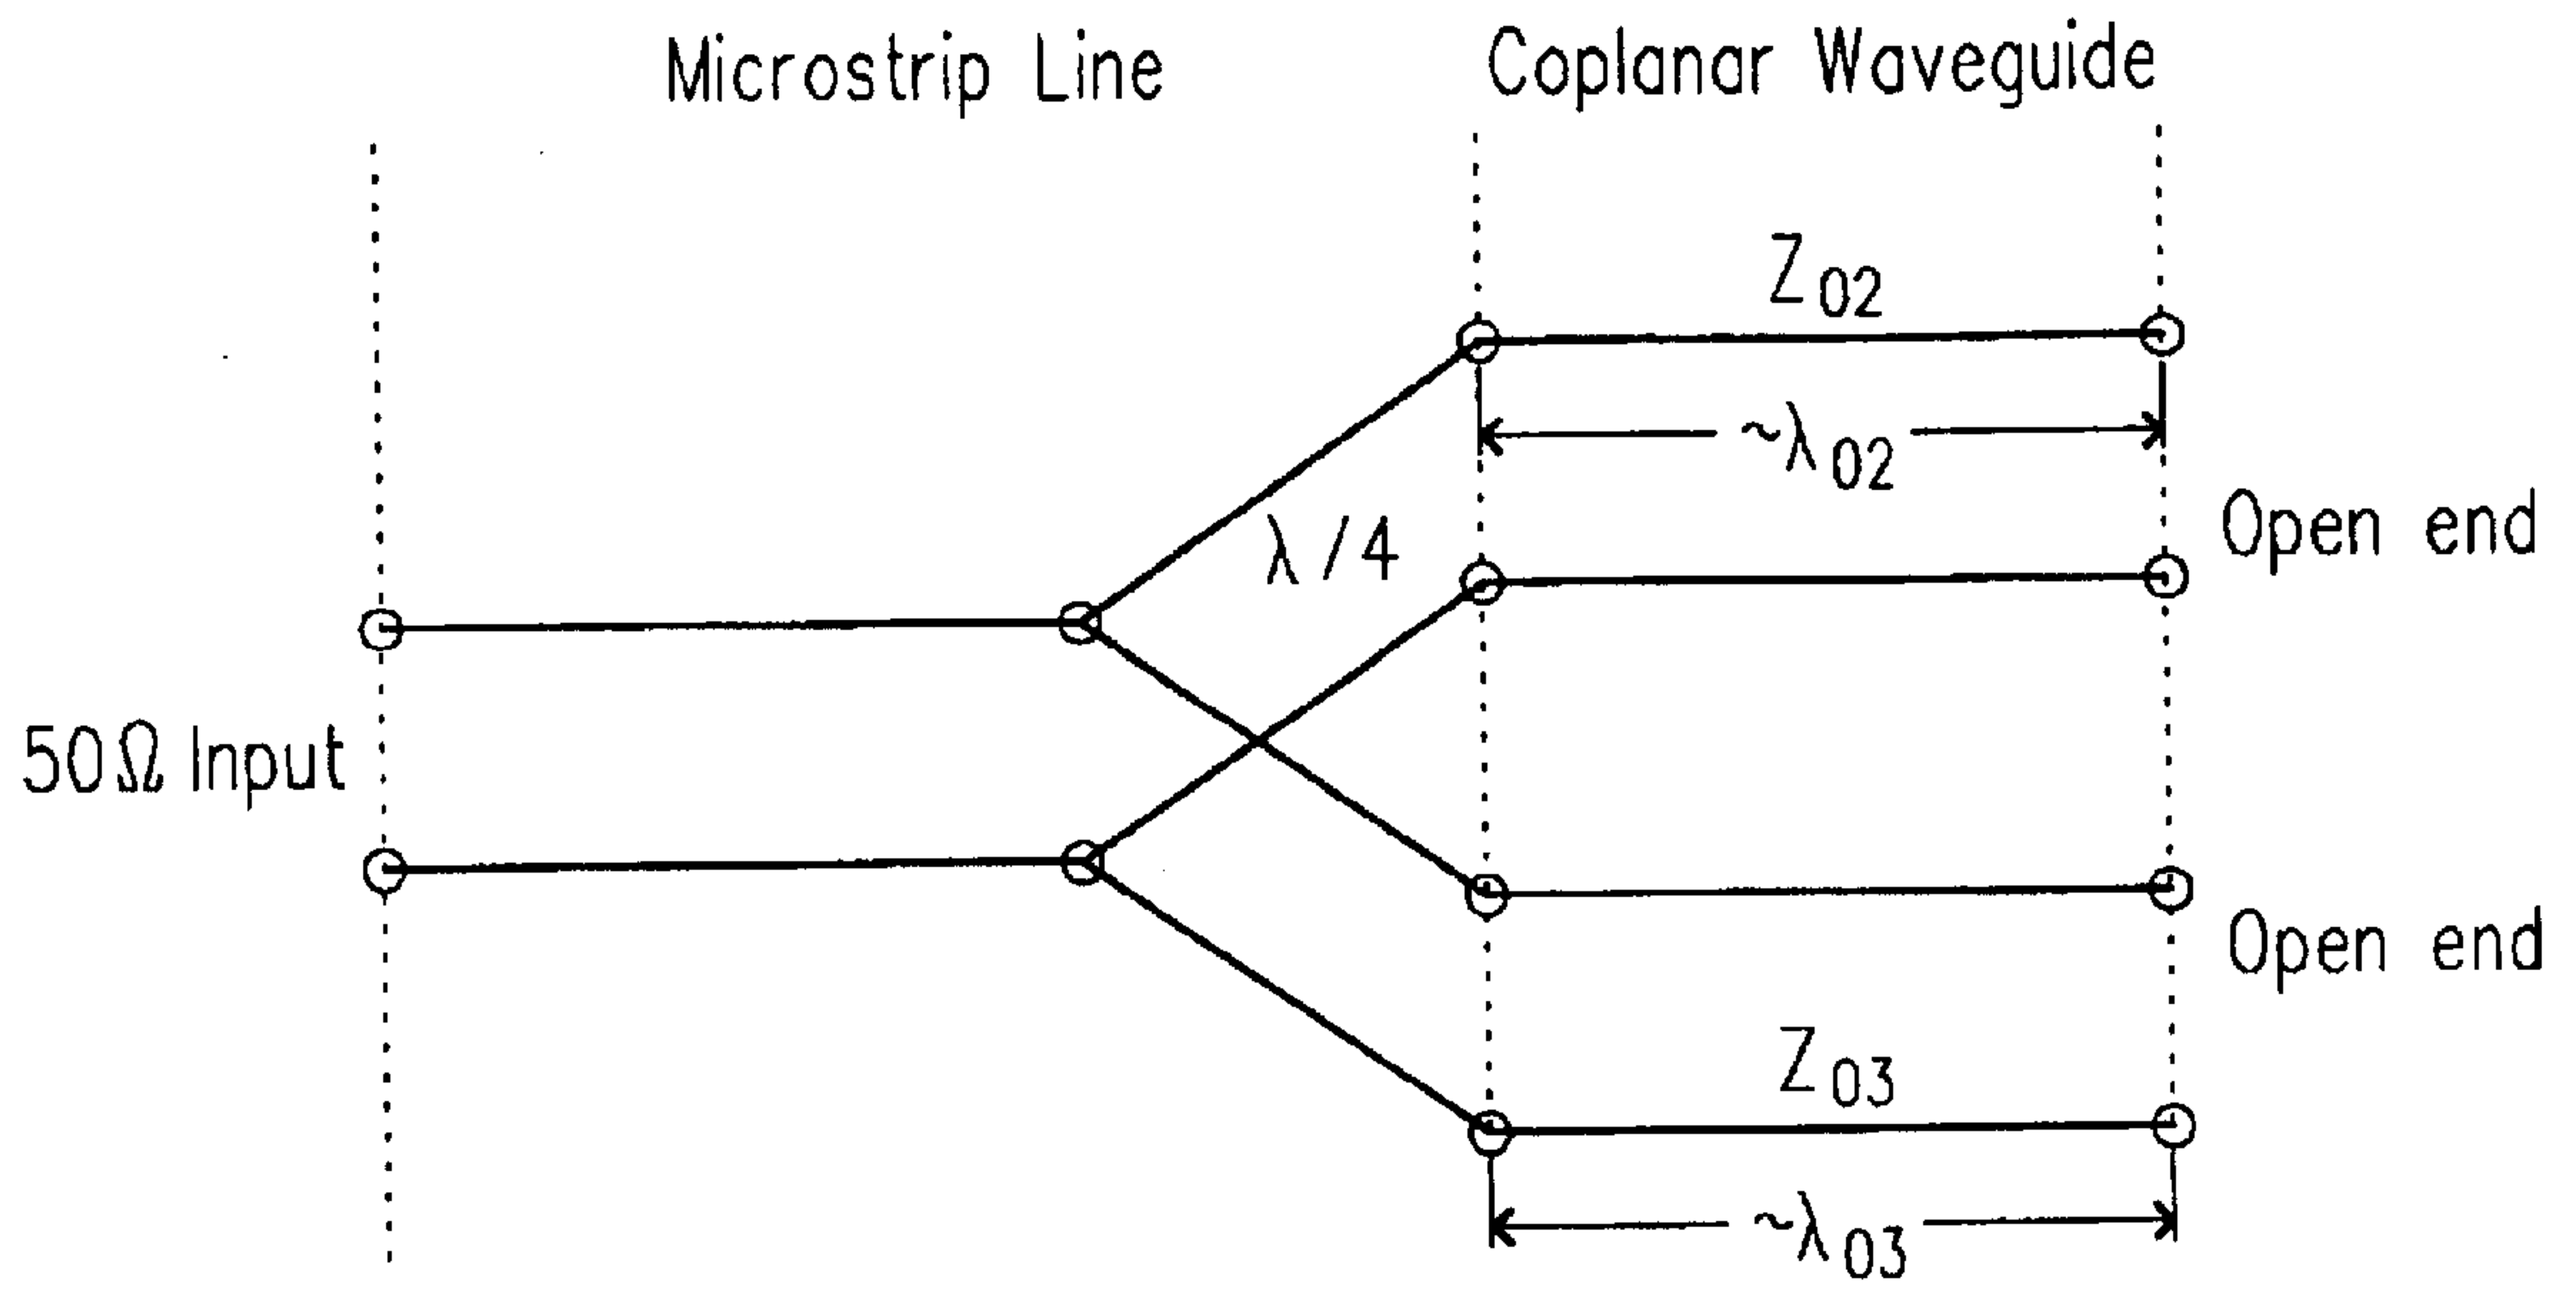 Microstrip Line
Coplanar Waveguide
Z02
~λ02
λ/4
Open end
50Ω Input
Open end
Z03
~λ03